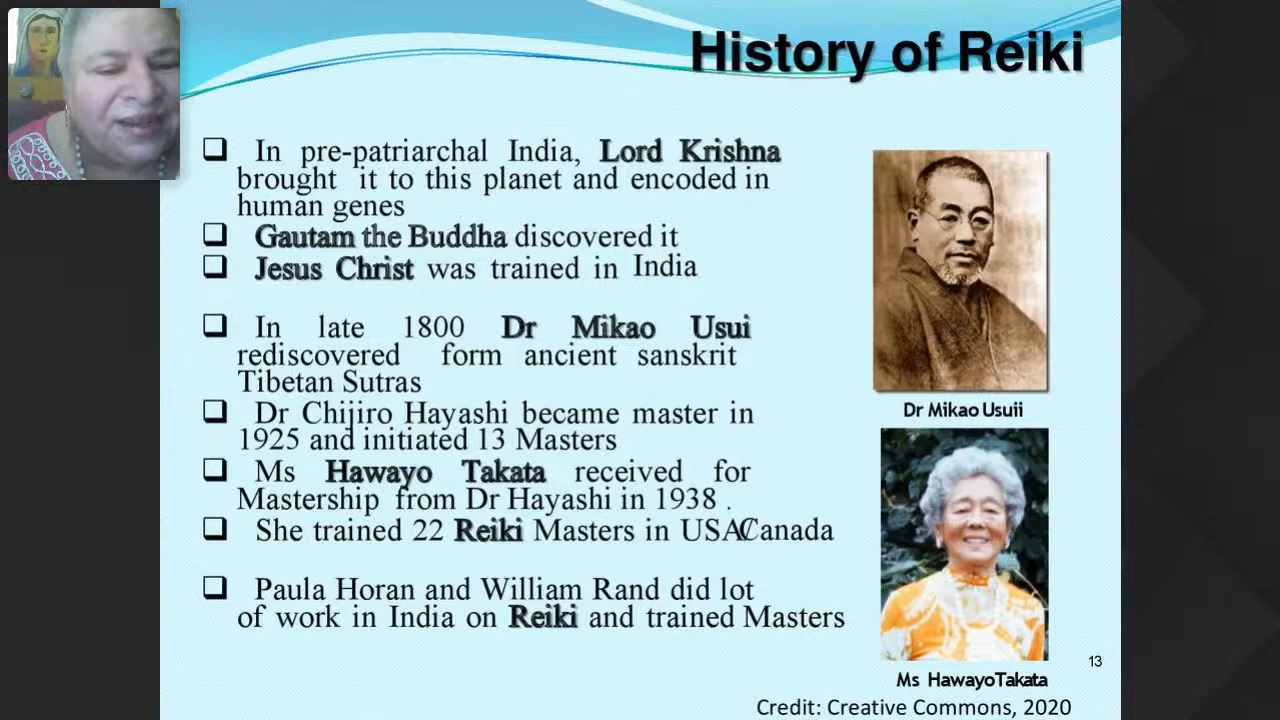 History of Reiki
❑ In pre-patriarchal India, Lord Krishna
brought it to this planet and encoded in
human genes
❑ Gautam the Buddha discovered it
❑ Jesus Christ was trained in India
❑ In late 1800 Dr Mikao Usui
rediscovered form ancient sanskrit
Tibetan Sutras
❑ Dr Chijiro Hayashi became master in
1925 and initiated 13 Masters
❑ Ms Hawayo Takata received for
Mastership from Dr Hayashi in 1938 .
❑ She trained 22 Reiki Masters in USA/Canada
❑ Paula Horan and William Rand did lot
of work in India on Reiki and trained Masters
Dr Mikao Usuii
Ms HawayoTakata
13
Credit: Creative Commons, 2020